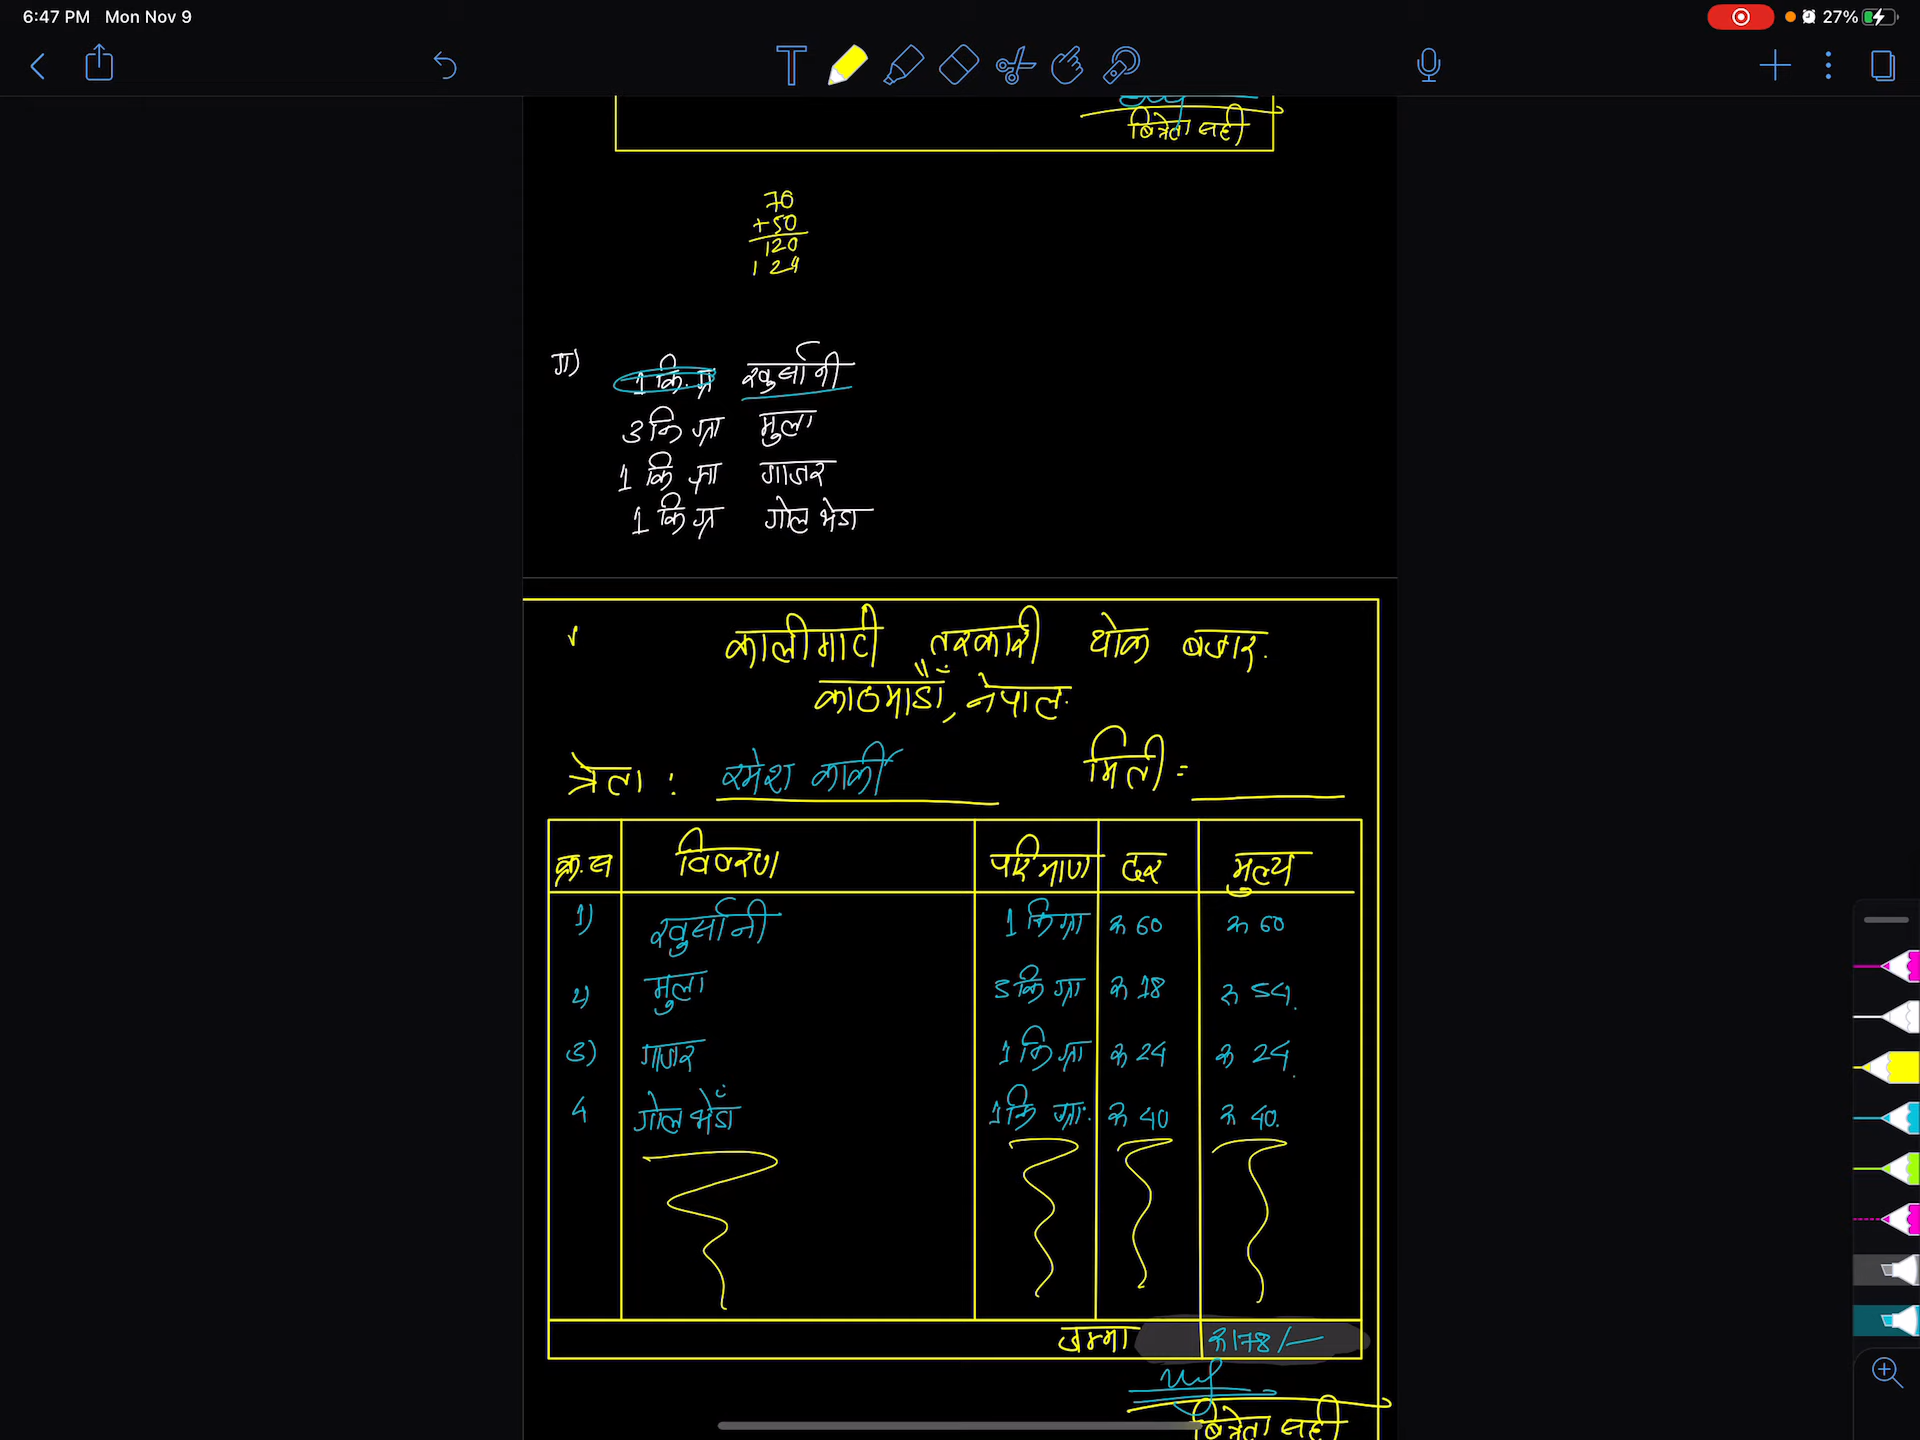 6:47 PM Mon Nov 9
27%
बिक्रेता सही
70
+50
120
124
ग)
1 कि.ग्र खुर्सानी
3 कि ग्रा मुला
1 कि ग्रा गाजर
1 कि ग्र गोल भेडा
कालीमाटी तरकारी थोक बजार.
काठमाडौँ, नेपाल.
क्रेता : रमेश कार्की मिती =
क्र.स विवरण परिमाण दर मुल्य
1) खुर्सानी 1 कि ग्रा रु 60 रु 60
2) मुला 3 कि ग्रा रु 18 रु 54.
3) गाजर 1 कि ग्रा रु 24 रु 24.
4 गोल भेँडा 1 कि ग्रा. रु 40 रु 40.
जम्मा रु 178/-
बिक्रेता सही